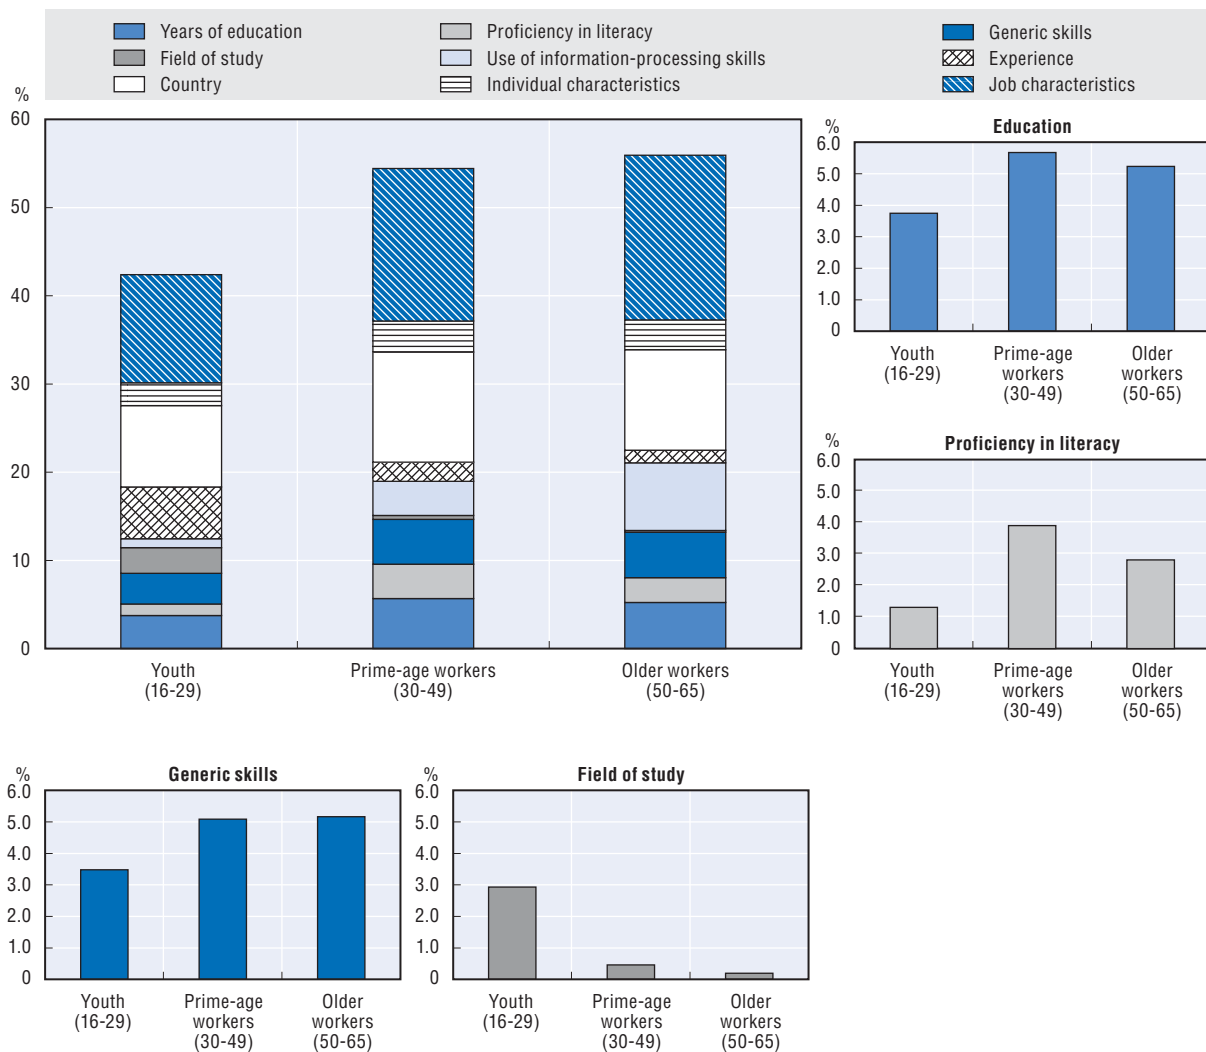 Years of education
Field of study
Country
Proficiency in literacy
Use of information-processing skills
Individual characteristics
Generic skills
Experience
Job characteristics
%
60
50
40
30
20
10
0
Youth
(16-29)
Prime-age workers
(30-49)
Older workers
(50-65)
%
Education
6.0
5.0
4.0
3.0
2.0
1.0
0
Youth
(16-29)
Prime-age
workers
(30-49)
Older
workers
(50-65)
%
Proficiency in literacy
6.0
5.0
4.0
3.0
2.0
1.0
0
Youth
(16-29)
Prime-age
workers
(30-49)
Older
workers
(50-65)
%
Generic skills
6.0
5.0
4.0
3.0
2.0
1.0
0
Youth
(16-29)
Prime-age
workers
(30-49)
Older
workers
(50-65)
%
Field of study
6.0
5.0
4.0
3.0
2.0
1.0
0
Youth
(16-29)
Prime-age
workers
(30-49)
Older
workers
(50-65)